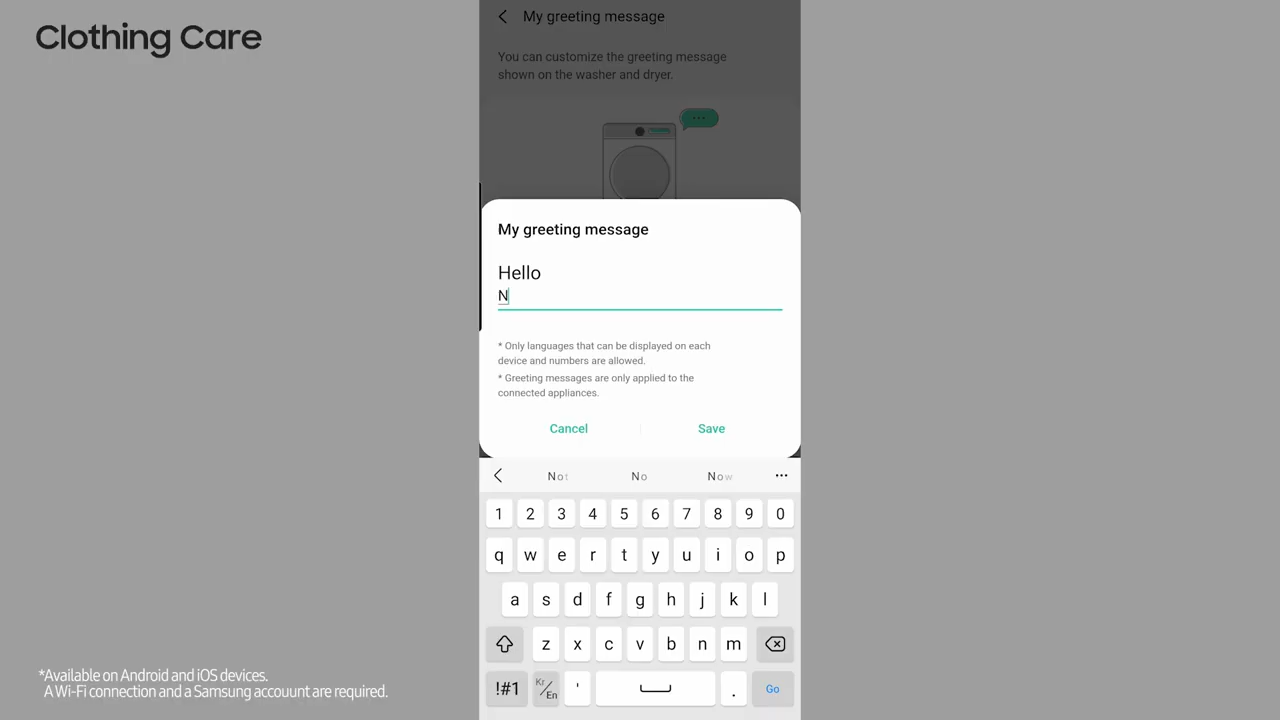 Clothing Care
My greeting message
You can customize the greeting message
shown on the washer and dryer.
My greeting message
Hello
N
* Only languages that can be displayed on each
device and numbers are allowed.
* Greeting messages are only applied to the
connected appliances.
Cancel
Save
Not
No
Now
1 2 3 4 5 6 7 8 9 0
q w e r t y u i o p
a s d f g h j k l
z x c v b n m
!#1 Kr/En ' . Go
*Available on Android and iOS devices.
A Wi-Fi connection and a Samsung accouunt are required.